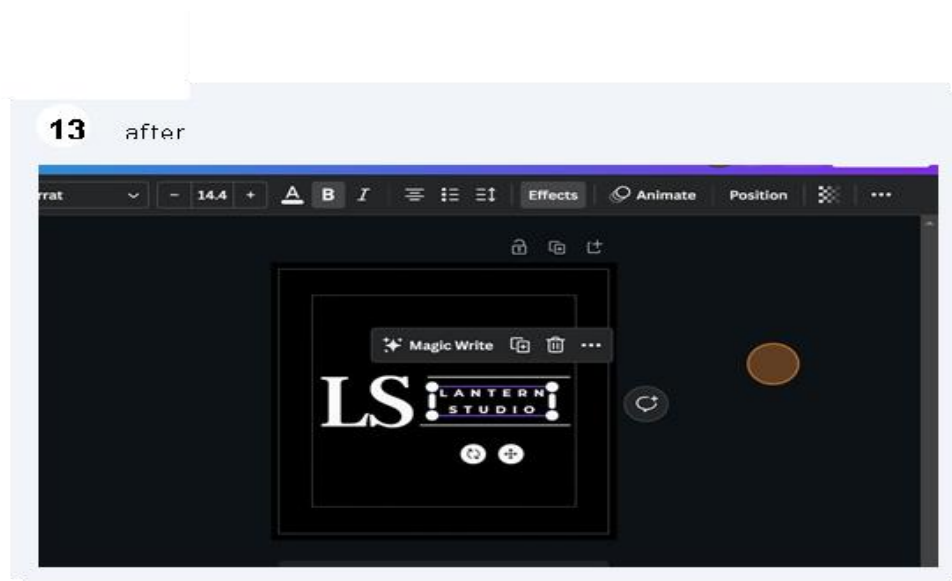 13 after
rrat - 14.4 + A B I Effects Animate Position ...
Magic Write ...
LS
LANTERN
STUDIO